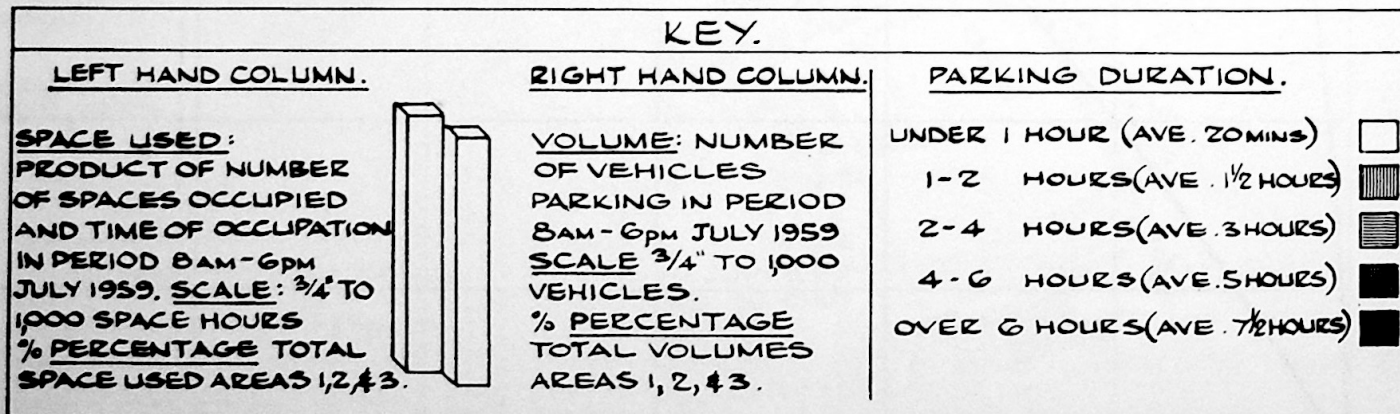 KEY.
LEFT HAND COLUMN.
SPACE USED:
PRODUCT OF NUMBER
OF SPACES OCCUPIED
AND TIME OF OCCUPATION
IN PERIOD 8AM-6PM
JULY 1959. SCALE: 3/4" TO
1,000 SPACE HOURS
% PERCENTAGE TOTAL
SPACE USED AREAS 1,2,&3.
RIGHT HAND COLUMN.
VOLUME: NUMBER
OF VEHICLES
PARKING IN PERIOD
8AM-6PM JULY 1959
SCALE 3/4" TO 1,000
VEHICLES.
% PERCENTAGE
TOTAL VOLUMES
AREAS 1, 2, &3.
PARKING DURATION.
UNDER 1 HOUR (AVE. 20MINS)
1-2 HOURS(AVE. 1½ HOURS)
2-4 HOURS(AVE. 3HOURS)
4-6 HOURS(AVE. 5HOURS)
OVER 6 HOURS(AVE. 7½HOURS)